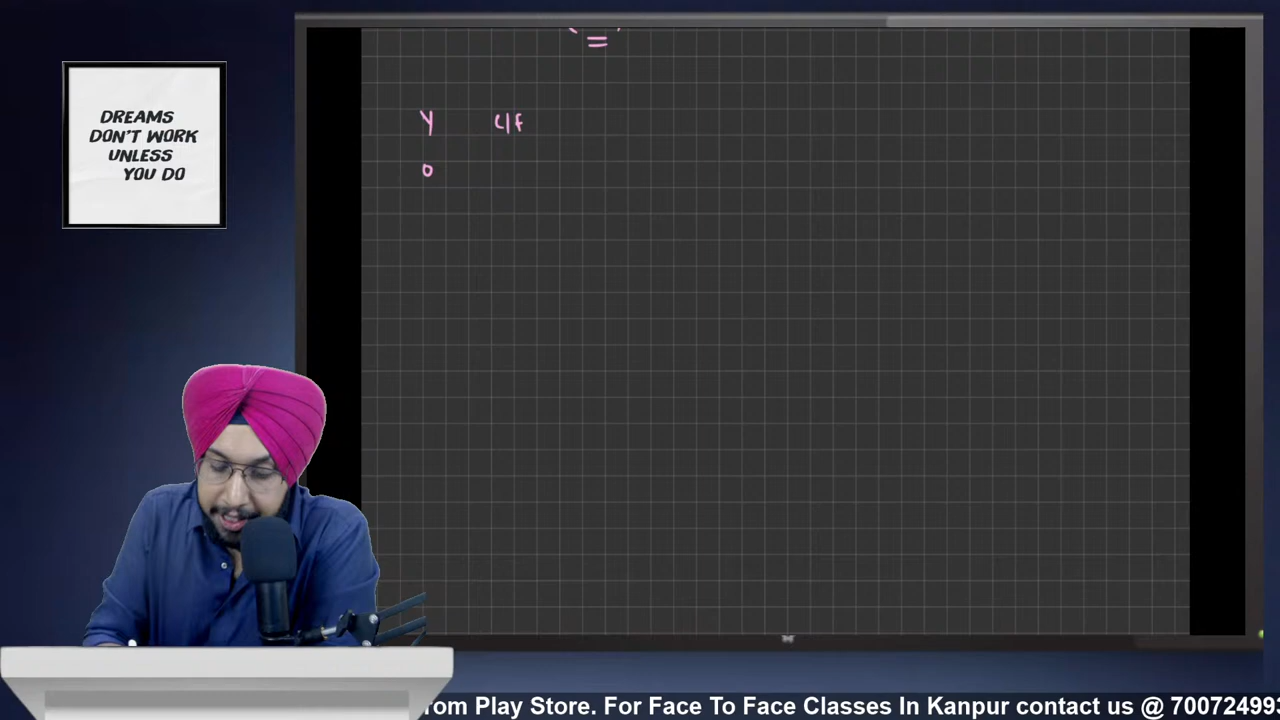 =
DREAMS
DON'T WORK
UNLESS
YOU DO
Y C/F
0
rom Play Store. For Face To Face Classes In Kanpur contact us @ 700724993